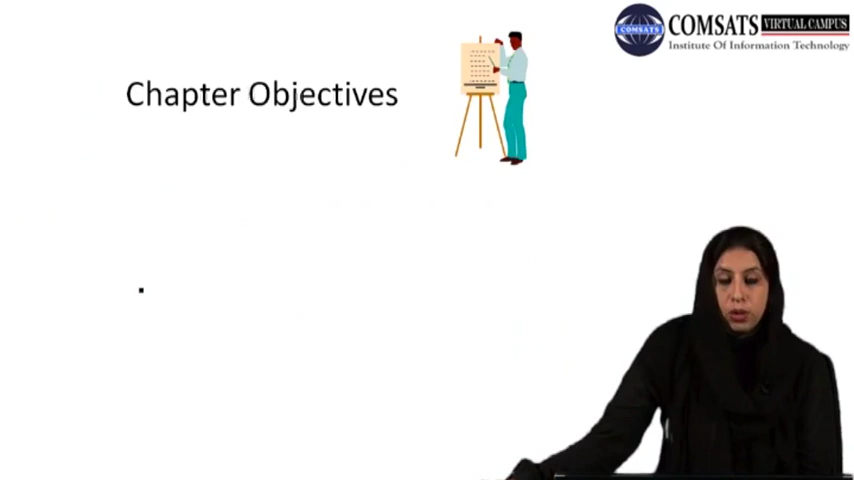 COMSATS VIRTUAL CAMPUS
COMSATS
Institute Of Information Technology
Chapter Objectives